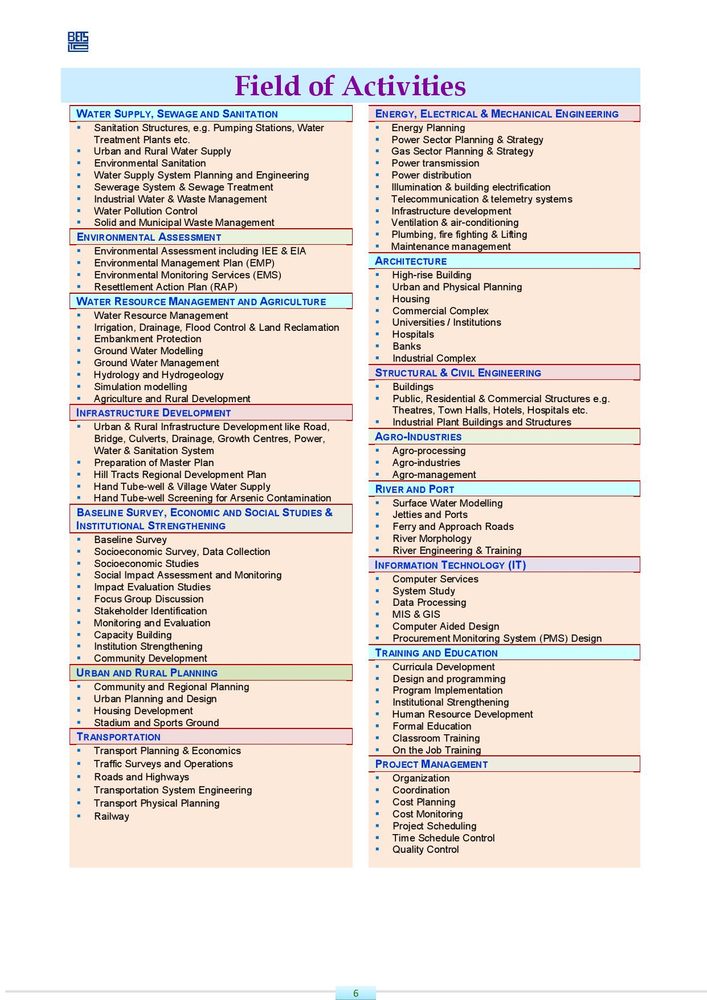 BETS
LTD
Field of Activities
WATER SUPPLY, SEWAGE AND SANITATION
Sanitation Structures, e.g. Pumping Stations, Water
Treatment Plants etc.
Urban and Rural Water Supply
Environmental Sanitation
Water Supply System Planning and Engineering
Sewerage System & Sewage Treatment
Industrial Water & Waste Management
Water Pollution Control
Solid and Municipal Waste Management
ENVIRONMENTAL ASSESSMENT
Environmental Assessment including IEE & EIA
Environmental Management Plan (EMP)
Environmental Monitoring Services (EMS)
Resettlement Action Plan (RAP)
WATER RESOURCE MANAGEMENT AND AGRICULTURE
Water Resource Management
Irrigation, Drainage, Flood Control & Land Reclamation
Embankment Protection
Ground Water Modelling
Ground Water Management
Hydrology and Hydrogeology
Simulation modelling
Agriculture and Rural Development
INFRASTRUCTURE DEVELOPMENT
Urban & Rural Infrastructure Development like Road,
Bridge, Culverts, Drainage, Growth Centres, Power,
Water & Sanitation System
Preparation of Master Plan
Hill Tracts Regional Development Plan
Hand Tube-well & Village Water Supply
Hand Tube-well Screening for Arsenic Contamination
BASELINE SURVEY, ECONOMIC AND SOCIAL STUDIES &
INSTITUTIONAL STRENGTHENING
Baseline Survey
Socioeconomic Survey, Data Collection
Socioeconomic Studies
Social Impact Assessment and Monitoring
Impact Evaluation Studies
Focus Group Discussion
Stakeholder Identification
Monitoring and Evaluation
Capacity Building
Institution Strengthening
Community Development
URBAN AND RURAL PLANNING
Community and Regional Planning
Urban Planning and Design
Housing Development
Stadium and Sports Ground
TRANSPORTATION
Transport Planning & Economics
Traffic Surveys and Operations
Roads and Highways
Transportation System Engineering
Transport Physical Planning
Railway
ENERGY, ELECTRICAL & MECHANICAL ENGINEERING
Energy Planning
Power Sector Planning & Strategy
Gas Sector Planning & Strategy
Power transmission
Power distribution
Illumination & building electrification
Telecommunication & telemetry systems
Infrastructure development
Ventilation & air-conditioning
Plumbing, fire fighting & Lifting
Maintenance management
ARCHITECTURE
High-rise Building
Urban and Physical Planning
Housing
Commercial Complex
Universities / Institutions
Hospitals
Banks
Industrial Complex
STRUCTURAL & CIVIL ENGINEERING
Buildings
Public, Residential & Commercial Structures e.g.
Theatres, Town Halls, Hotels, Hospitals etc.
Industrial Plant Buildings and Structures
AGRO-INDUSTRIES
Agro-processing
Agro-industries
Agro-management
RIVER AND PORT
Surface Water Modelling
Jetties and Ports
Ferry and Approach Roads
River Morphology
River Engineering & Training
INFORMATION TECHNOLOGY (IT)
Computer Services
System Study
Data Processing
MIS & GIS
Computer Aided Design
Procurement Monitoring System (PMS) Design
TRAINING AND EDUCATION
Curricula Development
Design and programming
Program Implementation
Institutional Strengthening
Human Resource Development
Formal Education
Classroom Training
On the Job Training
PROJECT MANAGEMENT
Organization
Coordination
Cost Planning
Cost Monitoring
Project Scheduling
Time Schedule Control
Quality Control
6